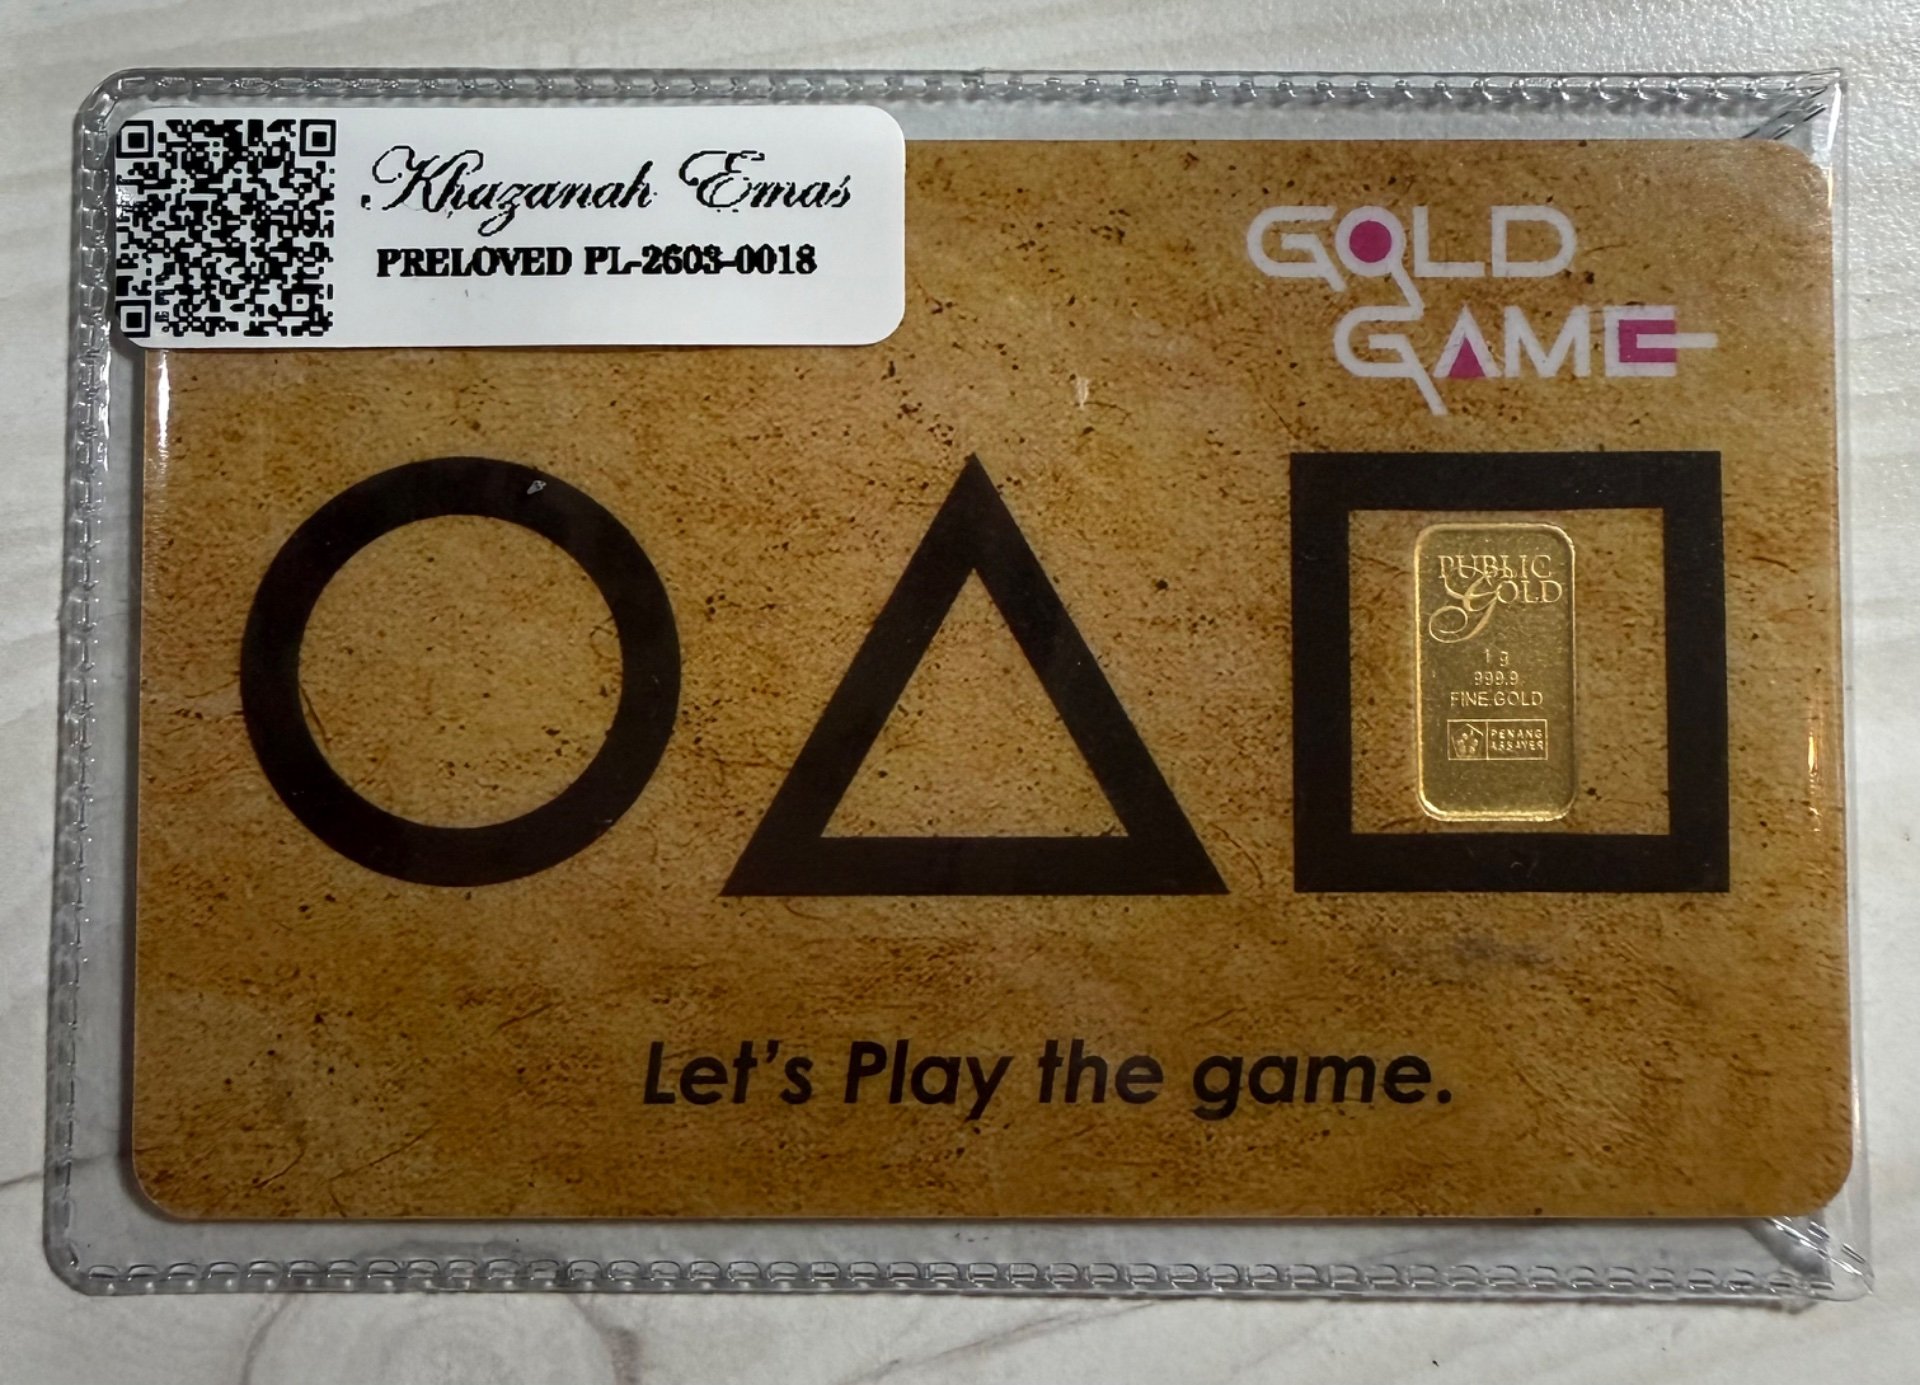 Khazanah Emas
PRELOVED PL-2603-0018
GOLD
GAME
PUBLIC
GOLD
1 g
999.9
FINE GOLD
PENANG
ASSAYER
Let's Play the game.